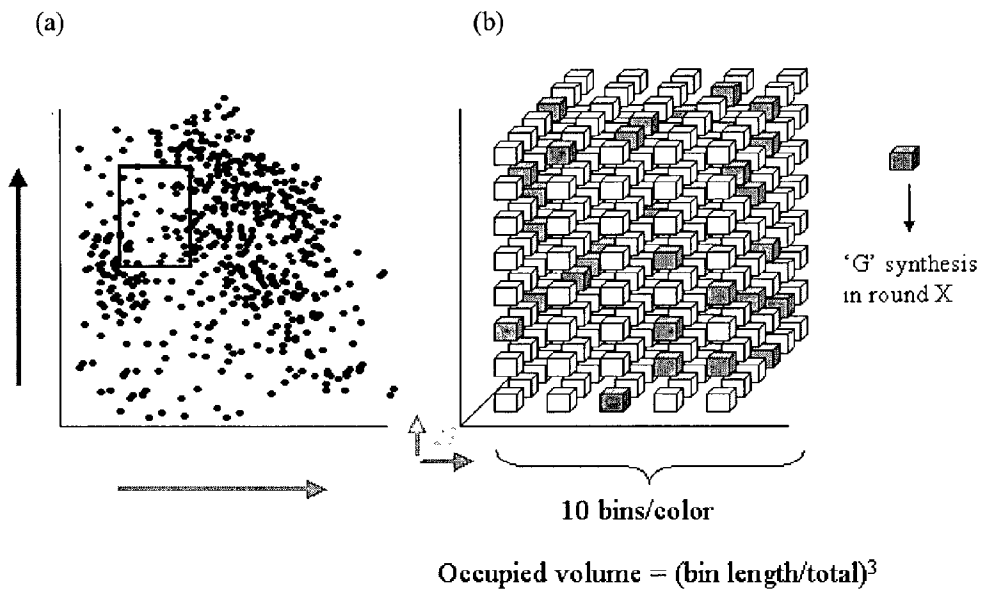 (a)
(b)
'G' synthesis
in round X
10 bins/color
Occupied volume = (bin length/total)³